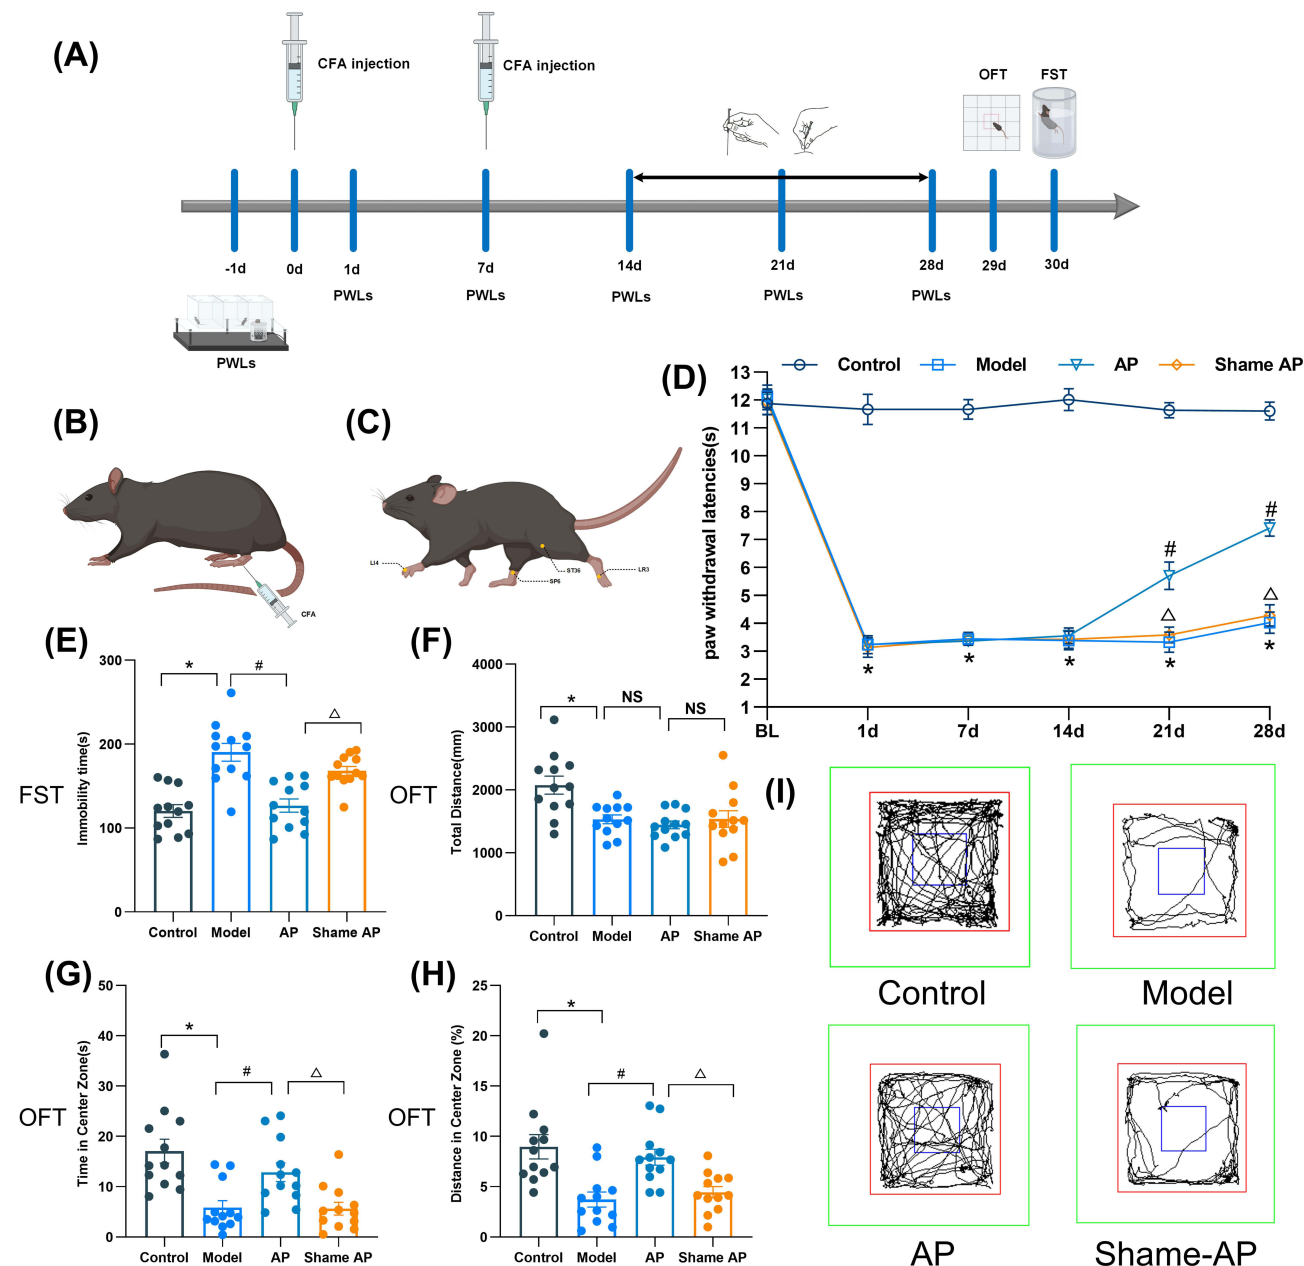 (A)
CFA injection
CFA injection
OFT
FST
-1d
0d
1d
7d
14d
21d
28d
29d
30d
PWLs
PWLs
PWLs
PWLs
PWLs
PWLs
(B)
CFA
(C)
LI4
ST36
SP6
LR3
(D)
Control
Model
AP
Shame AP
paw withdrawal latencies(s)
13
12
11
10
9
8
7
6
5
4
3
2
1
# #
△ △
* * * * *
BL
1d
7d
14d
21d
28d
(E)
FST
Immobility time(s)
300
200
100
0
* # △
Control
Model
AP
Shame AP
(F)
OFT
Total Distance(mm)
4000
3000
2000
1000
0
* NS NS
Control
Model
AP
Shame AP
(G)
OFT
Time in Center Zone(s)
50
40
30
20
10
0
* # △
Control
Model
AP
Shame AP
(H)
OFT
Distance in Center Zone (%)
25
20
15
10
5
0
* # △
Control
Model
AP
Shame AP
(I)
Control
Model
AP
Shame-AP